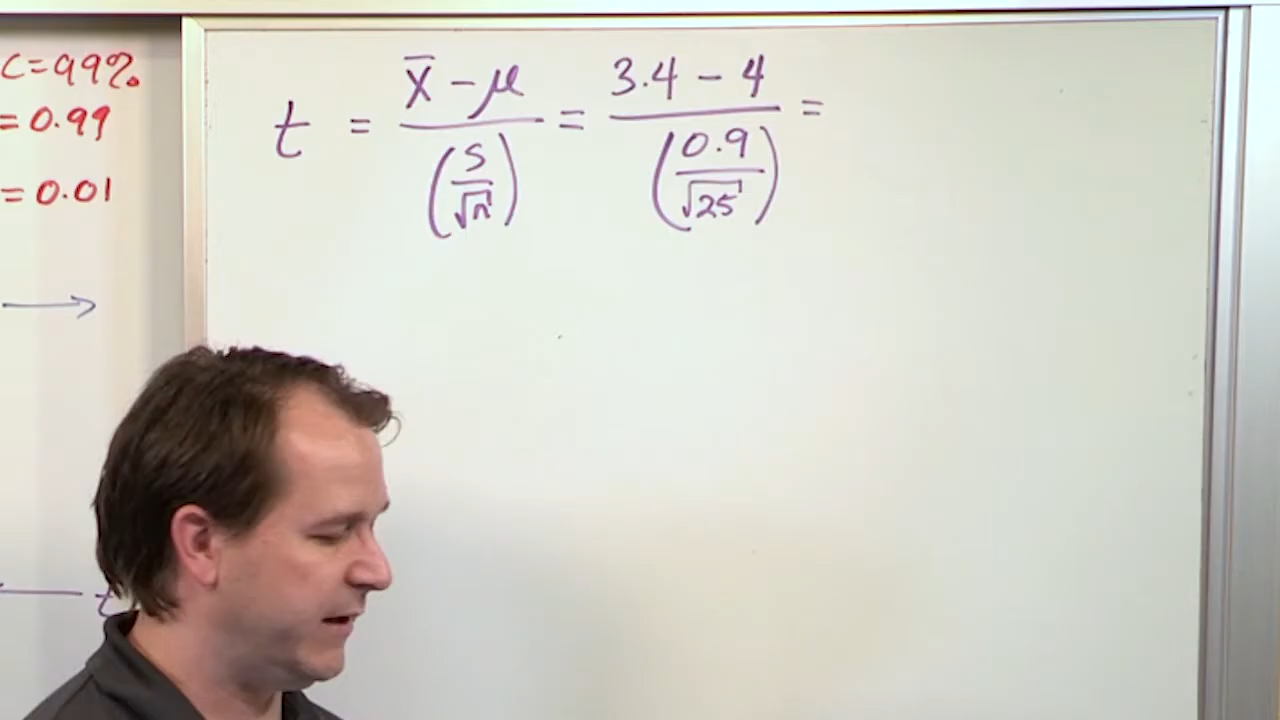 C=99%
= 0.99
= 0.01
t
t = x̄ - μ / (s/√n) = 3.4 - 4 / (0.9/√25) =